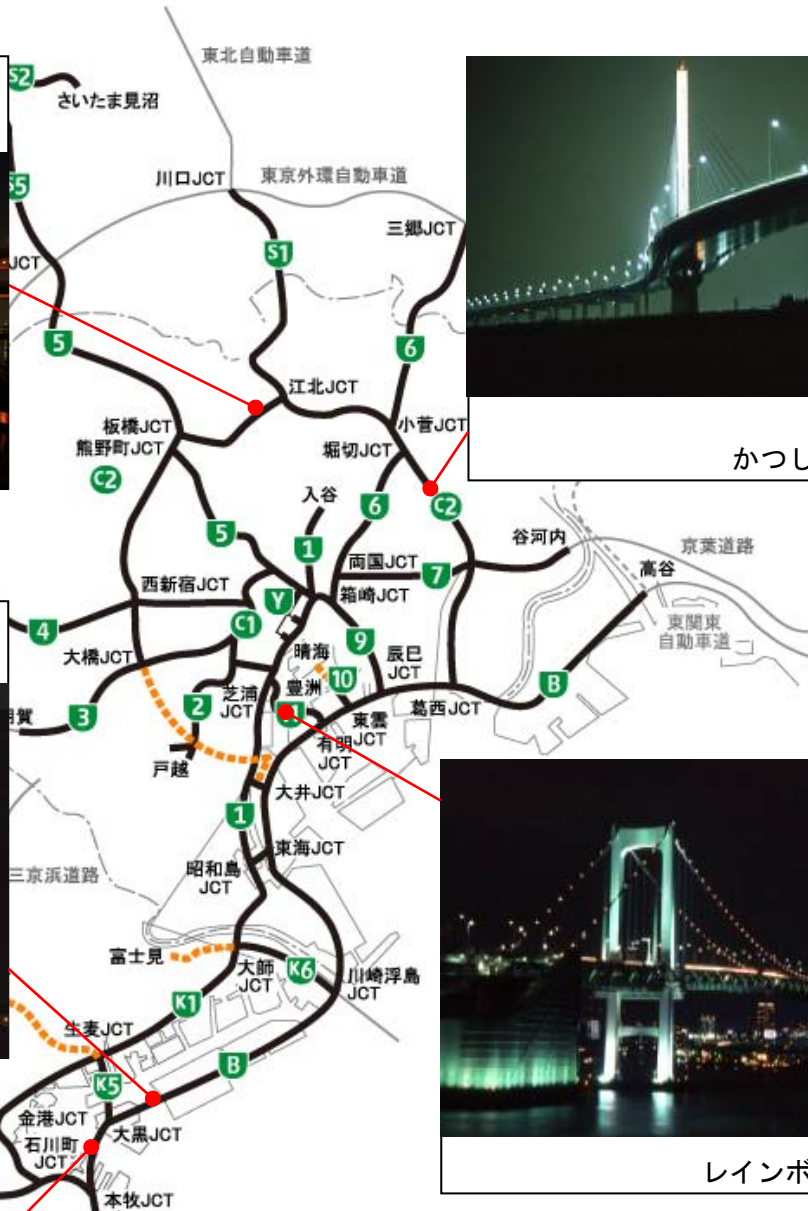 東北自動車道
S2
さいたま見沼
S5
川口JCT
東京外環自動車道
三郷JCT
JCT
S1
5
6
江北JCT
板橋JCT
熊野町JCT
小菅JCT
堀切JCT
かつし
C2
入谷
6
C2
5
1
両国JCT
7
谷河内
京葉道路
高谷
西新宿JCT
Y
箱崎JCT
東関東
自動車道
4
C1
9
大橋JCT
晴海
辰巳
JCT
10
B
芝浦
JCT
豊洲
2
3
葛西JCT
東雲
JCT
有明
JCT
戸越
大井JCT
1
東海JCT
昭和島
JCT
三京浜道路
富士見
大師
JCT
K6
川崎浮島
JCT
K1
生麦JCT
B
K5
金港JCT
大黒JCT
石川町
JCT
レインボ
本牧JCT